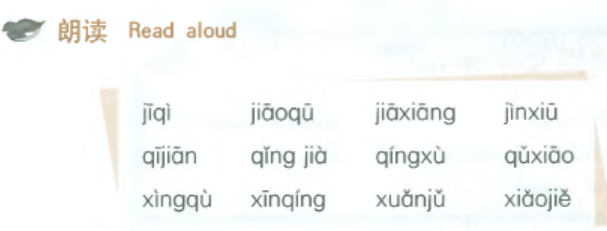 朗读 Read aloud
jīqì jiāoqū jiāxiāng jìnxiū
qījiān qǐng jià qíngxù qǔxiāo
xìngqù xīnqíng xuǎnjǔ xiǎojiě